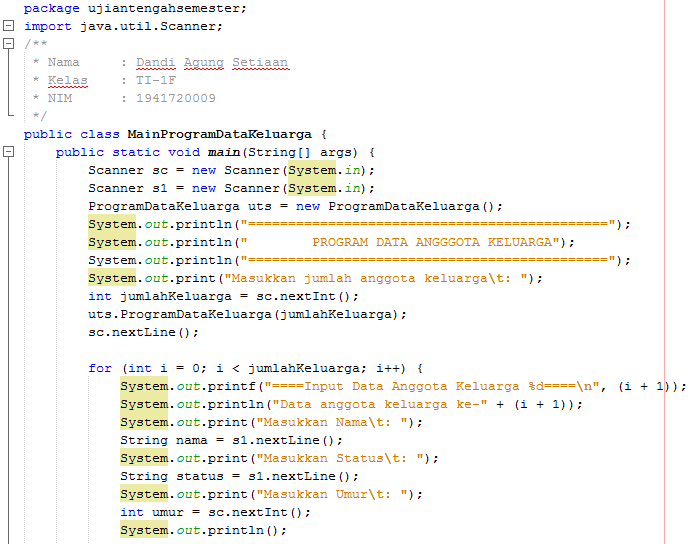 package ujiantengahsemester;
import java.util.Scanner;
/**
 * Nama     : Dandi Agung Setiaan
 * Kelas    : TI-1F
 * NIM      : 1941720009
 */
public class MainProgramDataKeluarga {
    public static void main(String[] args) {
        Scanner sc = new Scanner(System.in);
        Scanner s1 = new Scanner(System.in);
        ProgramDataKeluarga uts = new ProgramDataKeluarga();
        System.out.println("=============================================");
        System.out.println("        PROGRAM DATA ANGGGOTA KELUARGA");
        System.out.println("=============================================");
        System.out.print("Masukkan jumlah anggota keluarga\t: ");
        int jumlahKeluarga = sc.nextInt();
        uts.ProgramDataKeluarga(jumlahKeluarga);
        sc.nextLine();
        for (int i = 0; i < jumlahKeluarga; i++) {
            System.out.printf("====Input Data Anggota Keluarga %d====\n", (i + 1));
            System.out.println("Data anggota keluarga ke-" + (i + 1));
            System.out.print("Masukkan Nama\t: ");
            String nama = s1.nextLine();
            System.out.print("Masukkan Status\t: ");
            String status = s1.nextLine();
            System.out.print("Masukkan Umur\t: ");
            int umur = sc.nextInt();
            System.out.println();